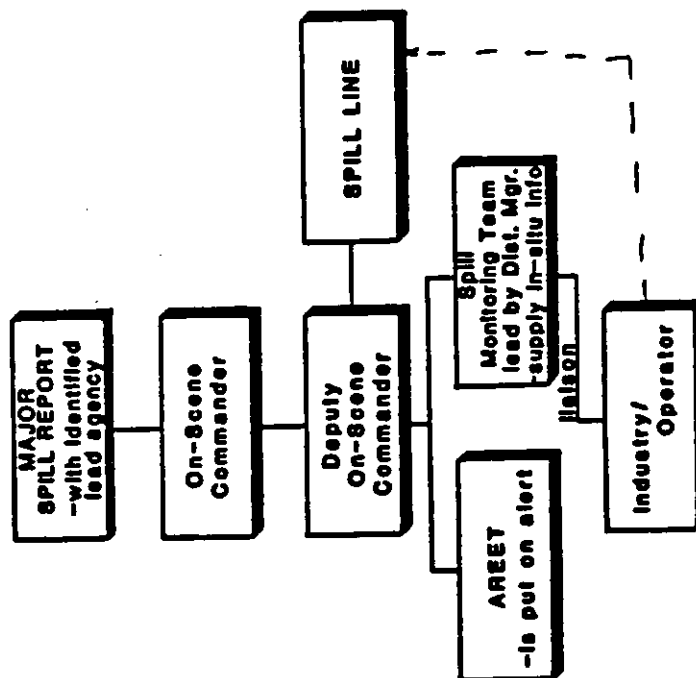 MAJOR
SPILL REPORT
-with identified
lead agency
On-Scene
Commander
Deputy
On-Scene
Commander
SPILL LINE
AREET
-is put on alert
Spill
Monitoring Team
lead by Dist. Mgr.
-supply in-situ info
liaison
Industry/
Operator